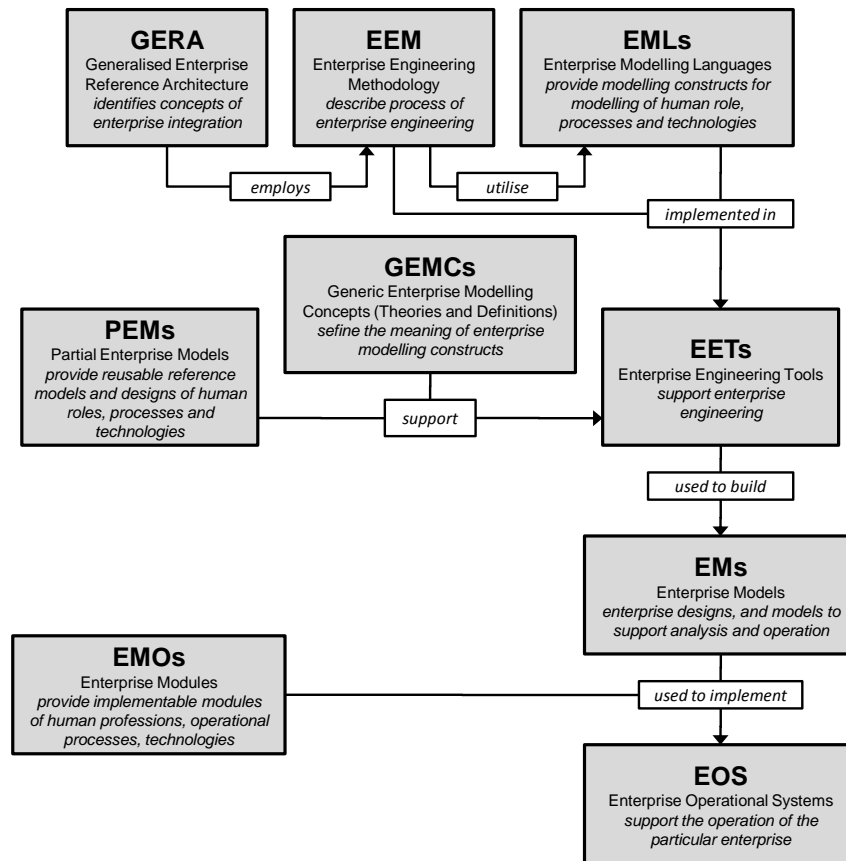 GERA
Generalised Enterprise
Reference Architecture
identifies concepts of
enterprise integration
EEM
Enterprise Engineering
Methodology
describe process of
enterprise engineering
EMLs
Enterprise Modelling Languages
provide modelling constructs for
modelling of human role,
processes and technologies
employs
utilise
implemented in
GEMCs
Generic Enterprise Modelling
Concepts (Theories and Definitions)
sefine the meaning of enterprise
modelling constructs
PEMs
Partial Enterprise Models
provide reusable reference
models and designs of human
roles, processes and
technologies
EETs
Enterprise Engineering Tools
support enterprise
engineering
support
used to build
EMs
Enterprise Models
enterprise designs, and models to
support analysis and operation
EMOs
Enterprise Modules
provide implementable modules
of human professions, operational
processes, technologies
used to implement
EOS
Enterprise Operational Systems
support the operation of the
particular enterprise